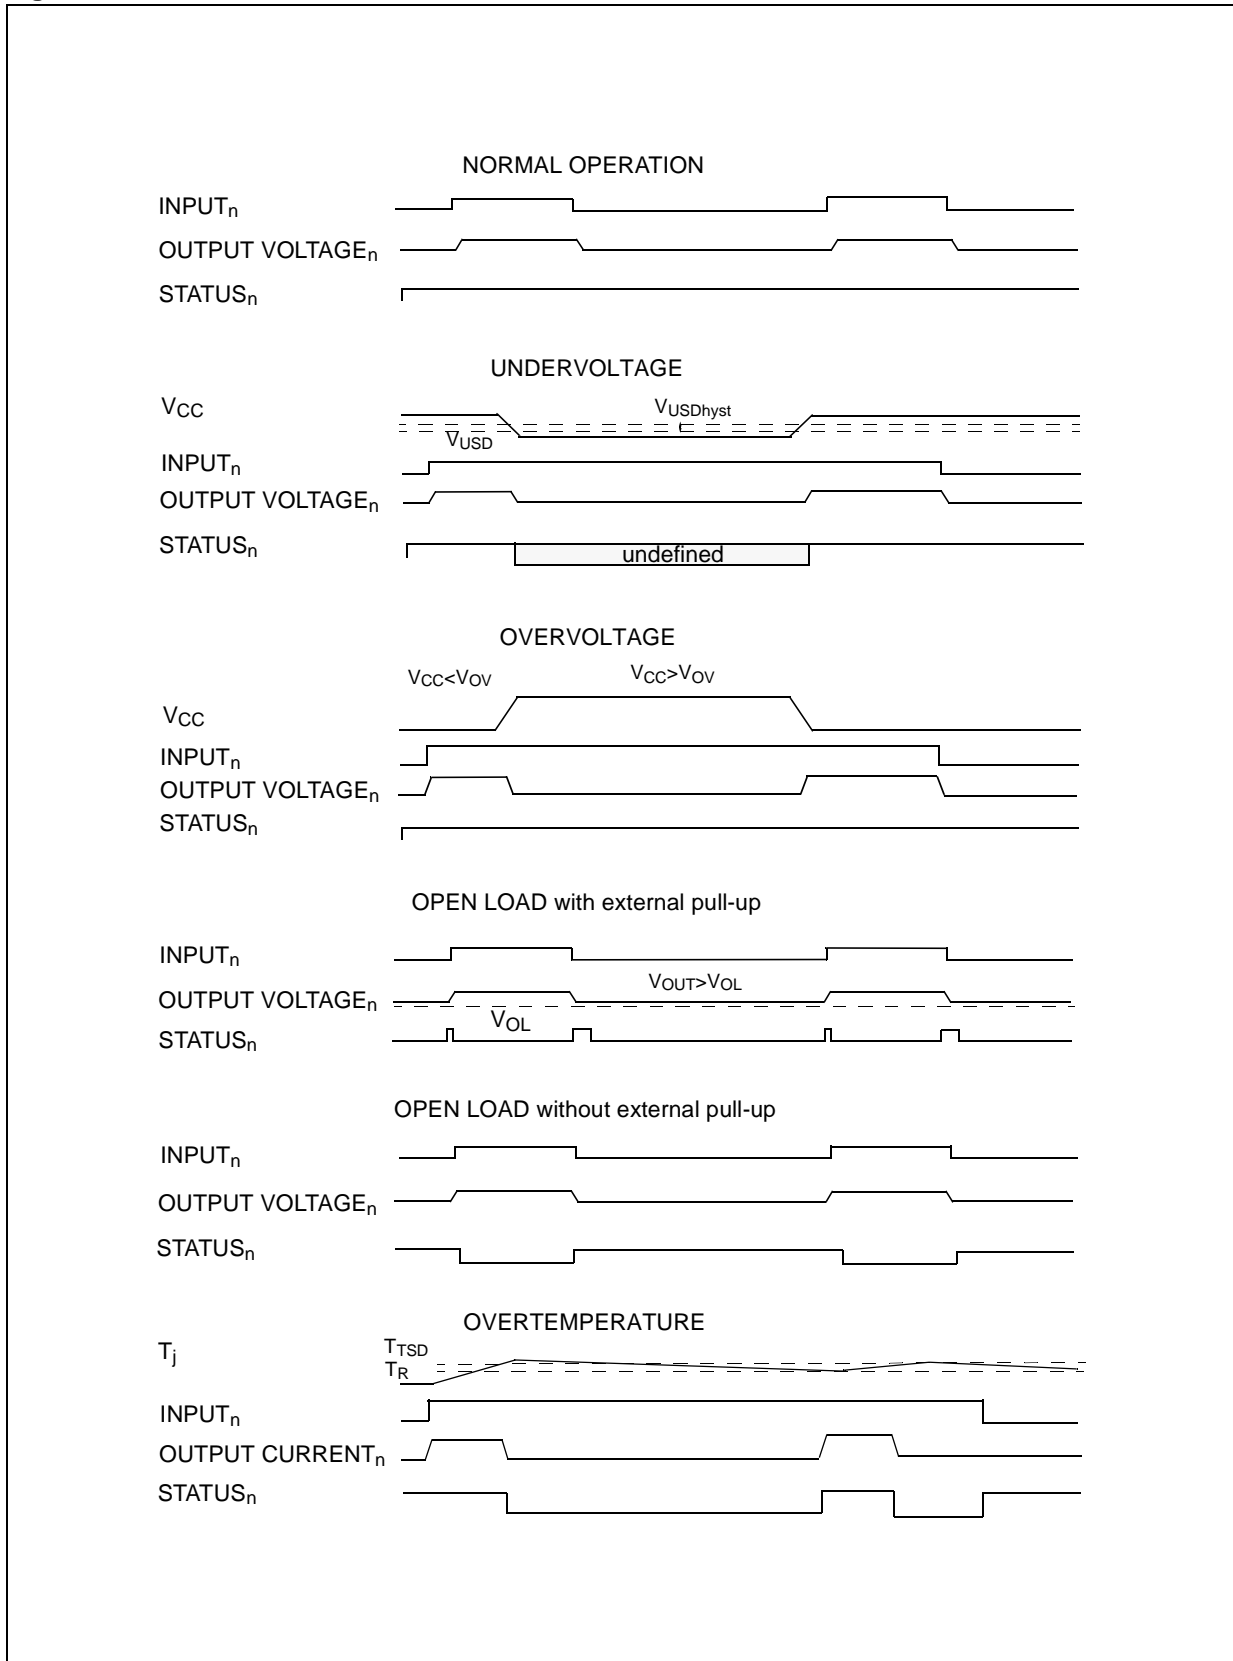 NORMAL OPERATION
INPUTn
OUTPUT VOLTAGEn
STATUSn
UNDERVOLTAGE
VCC
VUSDhyst
VUSD
INPUTn
OUTPUT VOLTAGEn
STATUSn
undefined
OVERVOLTAGE
VCC<VOV
VCC>VOV
VCC
INPUTn
OUTPUT VOLTAGEn
STATUSn
OPEN LOAD with external pull-up
INPUTn
VOUT>VOL
OUTPUT VOLTAGEn
VOL
STATUSn
OPEN LOAD without external pull-up
INPUTn
OUTPUT VOLTAGEn
STATUSn
OVERTEMPERATURE
Tj
TTSD
TR
INPUTn
OUTPUT CURRENTn
STATUSn